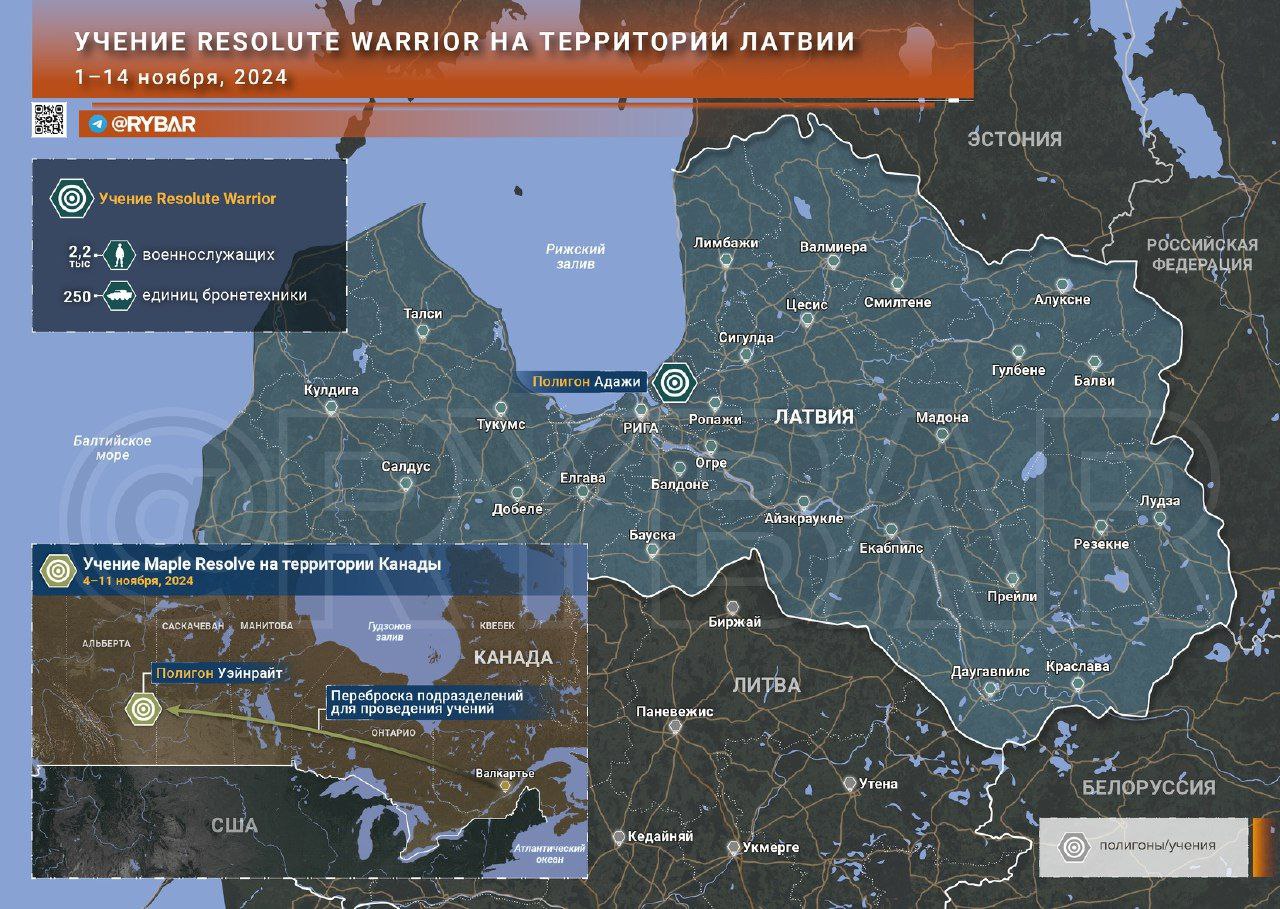 УЧЕНИЕ RESOLUTE WARRIOR НА ТЕРРИТОРИИ ЛАТВИИ
1–14 ноября, 2024
@RYBAR
Учение Resolute Warrior
2,2 тыс военнослужащих
250 единиц бронетехники
ЭСТОНИЯ
РОССИЙСКАЯ
ФЕДЕРАЦИЯ
Рижский
залив
Балтийское
море
Лимбажи
Валмиера
Смилтене
Цесис
Алуксне
Талси
Сигулда
Гулбене
Балви
Полигон Адажи
Кулдига
Тукумс
РИГА
Ропажи
ЛАТВИЯ
Мадона
Салдус
Огре
Балдоне
Елгава
Добеле
Айзкраукле
Лудза
Бауска
Екабпилс
Резекне
Прейли
@RYBAR
Биржай
Даугавпилс
Краслава
ЛИТВА
Паневежис
Утена
БЕЛОРУССИЯ
Кедайняй
Укмерге
Учение Maple Resolve на территории Канады
4–11 ноября, 2024
АЛЬБЕРТА
САСКАЧЕВАН
МАНИТОБА
Гудзонов
залив
КВЕБЕК
КАНАДА
Полигон Уэйнрайт
Переброска подразделений
для проведения учений
ОНТАРИО
Валкартье
США
Атлантический
океан
полигоны/учения